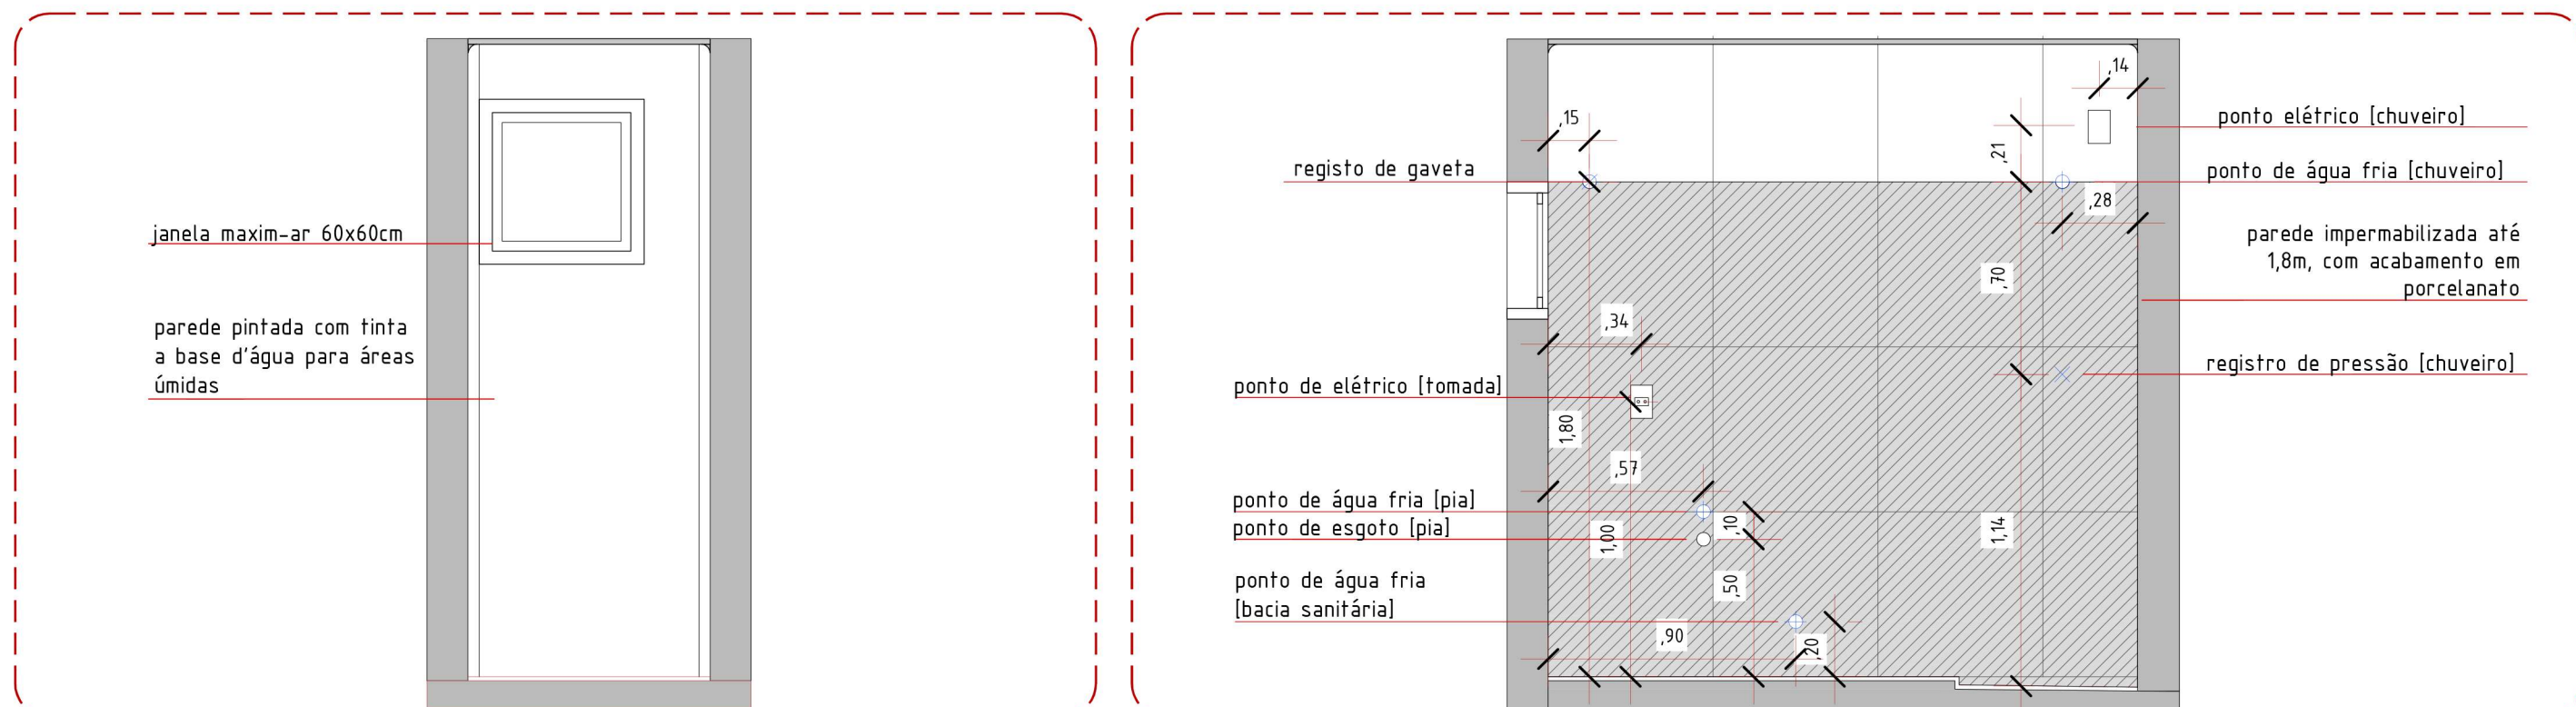 janela maxim-ar 60x60cm
parede pintada com tinta
a base d'água para áreas
úmidas
,15
registo de gaveta
,34
ponto de elétrico [tomada]
1,80
,57
ponto de água fria [pia]
ponto de esgoto [pia]
1,00
,10
,50
ponto de água fria
[bacia sanitária]
,90
,20
,14
ponto elétrico [chuveiro]
,21
ponto de água fria [chuveiro]
,28
parede impermabilizada até
1,8m, com acabamento em
porcelanato
,70
registro de pressão [chuveiro]
1,14